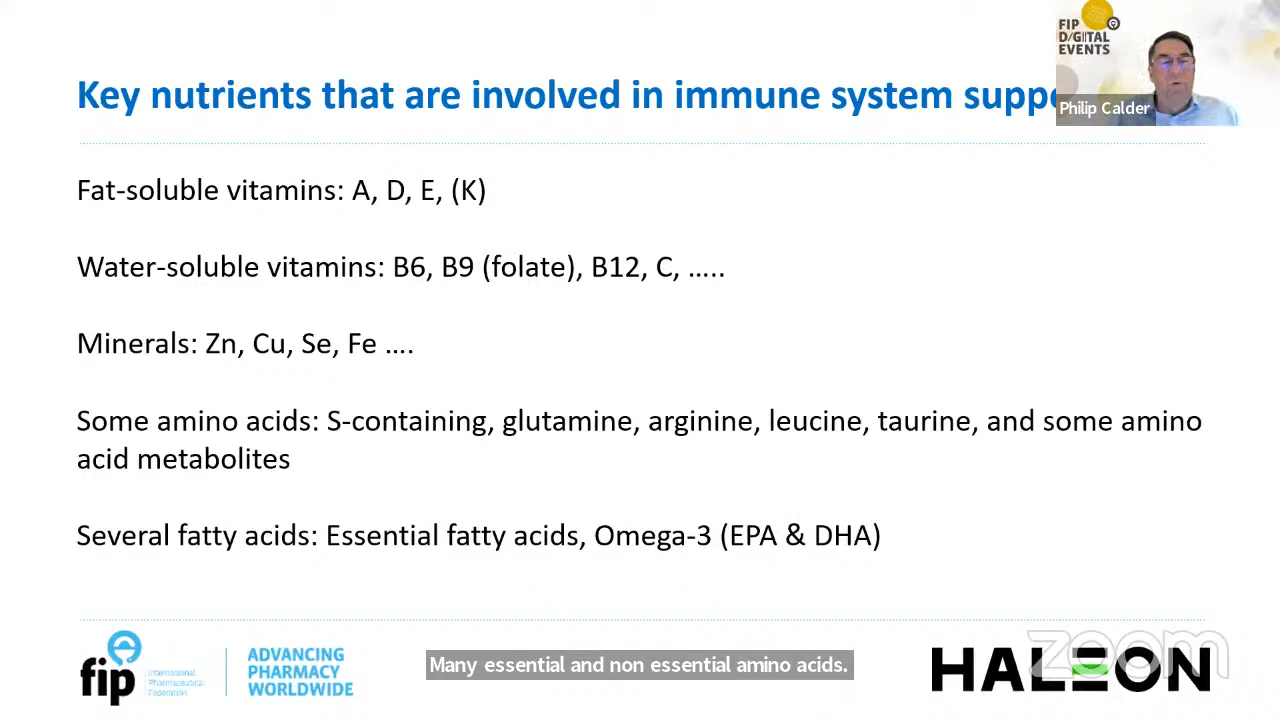 FIP
DIGITAL
EVENTS
Philip Calder
Key nutrients that are involved in immune system suppo
Fat-soluble vitamins: A, D, E, (K)
Water-soluble vitamins: B6, B9 (folate), B12, C, …..
Minerals: Zn, Cu, Se, Fe ….
Some amino acids: S-containing, glutamine, arginine, leucine, taurine, and some amino
acid metabolites
Several fatty acids: Essential fatty acids, Omega-3 (EPA & DHA)
fip
International
Pharmaceutical
Federation
ADVANCING
PHARMACY
WORLDWIDE
Many essential and non essential amino acids.
HALEON
zoom